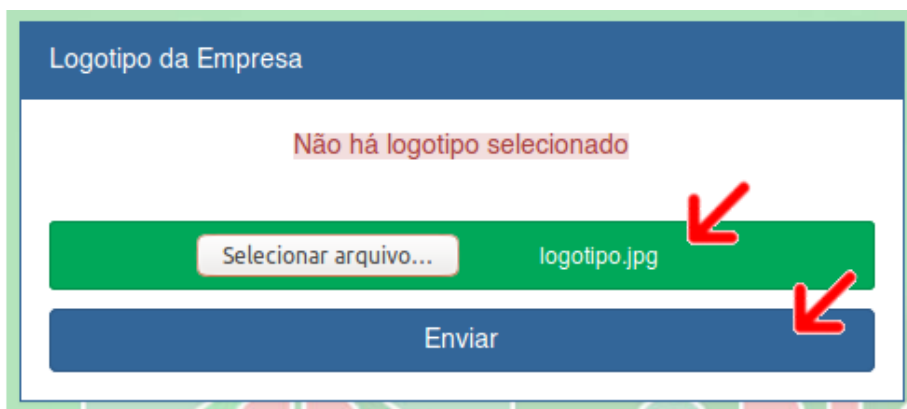 Logotipo da Empresa
Não há logotipo selecionado
Selecionar arquivo... logotipo.jpg
Enviar